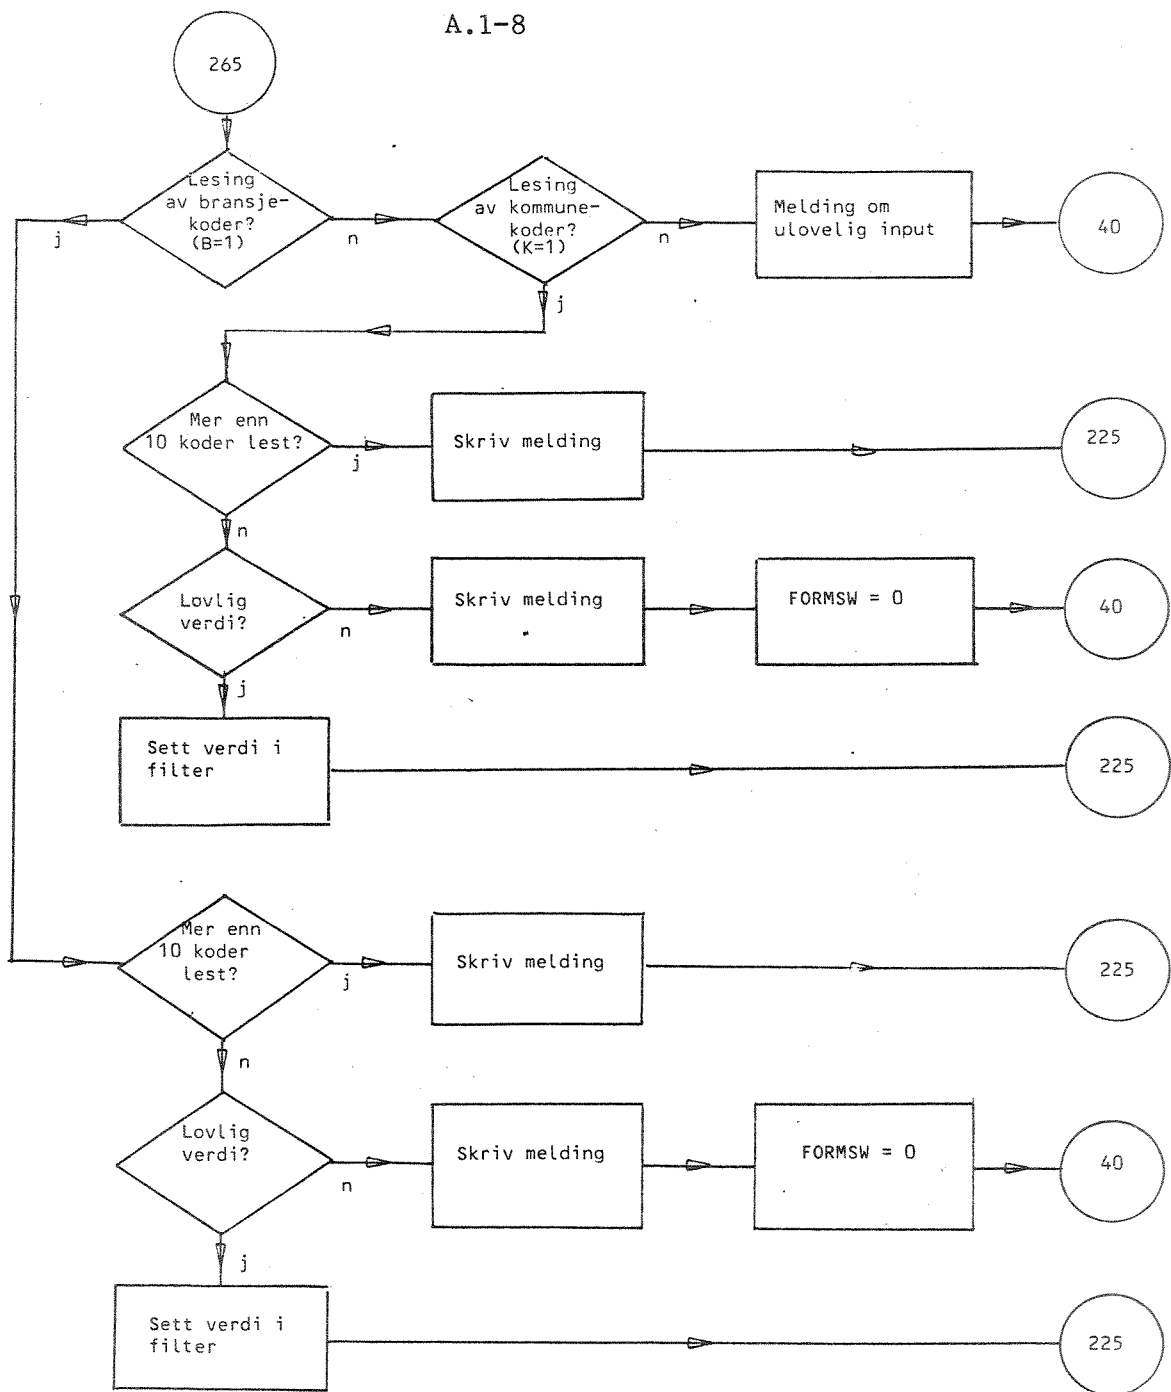 A.1-8
265
Lesing
av bransje-
koder?
(B=1)
j
n
Lesing
av kommune-
koder?
(K=1)
n
j
Melding om
ulovelig input
40
Mer enn
10 koder lest?
j
n
Skriv melding
225
Lovlig
verdi?
n
j
Skriv melding
FORMSW = 0
40
Sett verdi i
filter
225
Mer enn
10 koder
lest?
j
n
Skriv melding
225
Lovlig
verdi?
n
j
Skriv melding
FORMSW = 0
40
Sett verdi i
filter
225